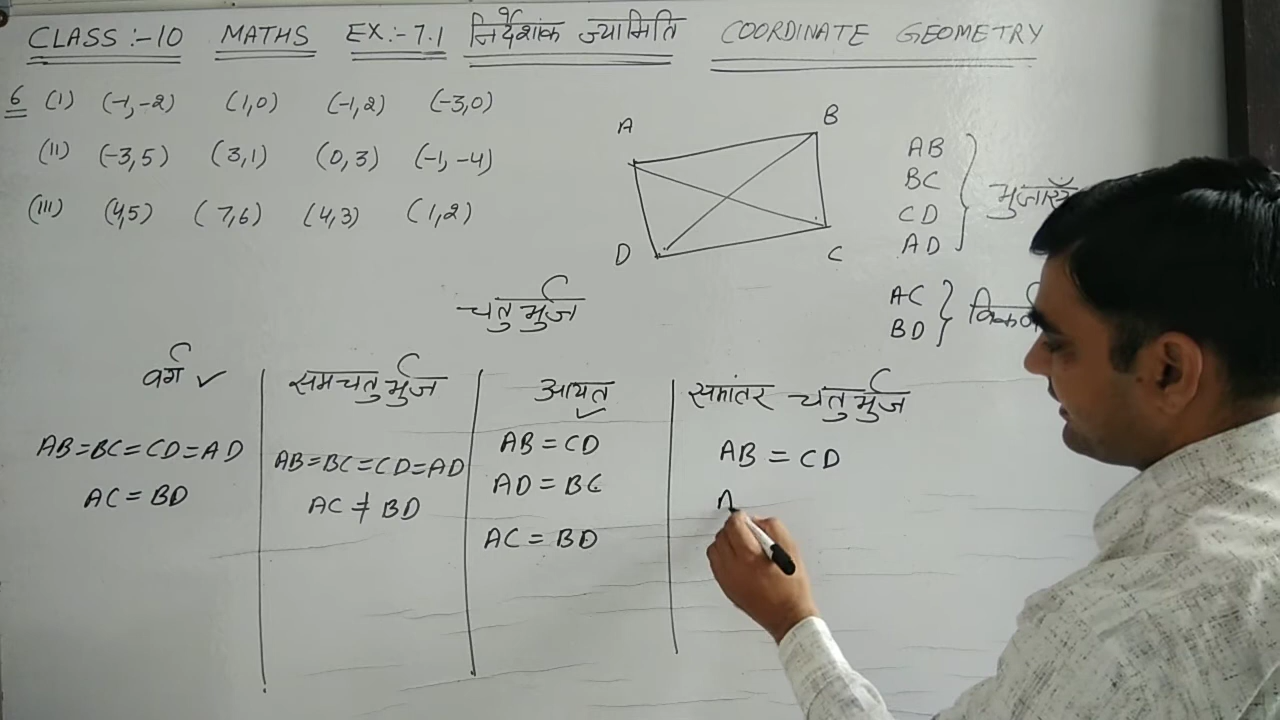 CLASS :- 10 MATHS EX :- 7.1 निर्देशांक ज्यामिति COORDINATE GEOMETRY
6 (I) (-1,-2) (1,0) (-1,2) (-3,0)
(II) (-3,5) (3,1) (0,3) (-1,-4)
(III) (4,5) (7,6) (4,3) (1,2)
A
B
D
C
AB
BC
CD
AD
भुजाएँ
AC
BD
चतुर्भुज
वर्ग ✓
AB=BC=CD=AD
AC = BD
समचतुर्भुज
AB=BC=CD=AD
AC ≠ BD
आयत ✓
AB = CD
AD = BC
AC = BD
समांतर चतुर्भुज
AB = CD
A